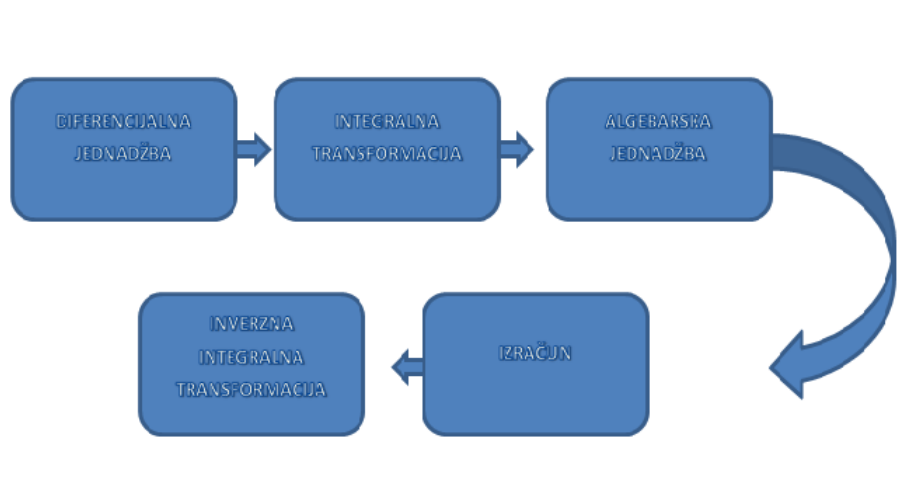 DIFERENCIJALNA
JEDNADŽBA
INTEGRALNA
TRANSFORMACIJA
ALGEBARSKA
JEDNADŽBA
IZRAČUN
INVERZNA
INTEGRALNA
TRANSFORMACIJA